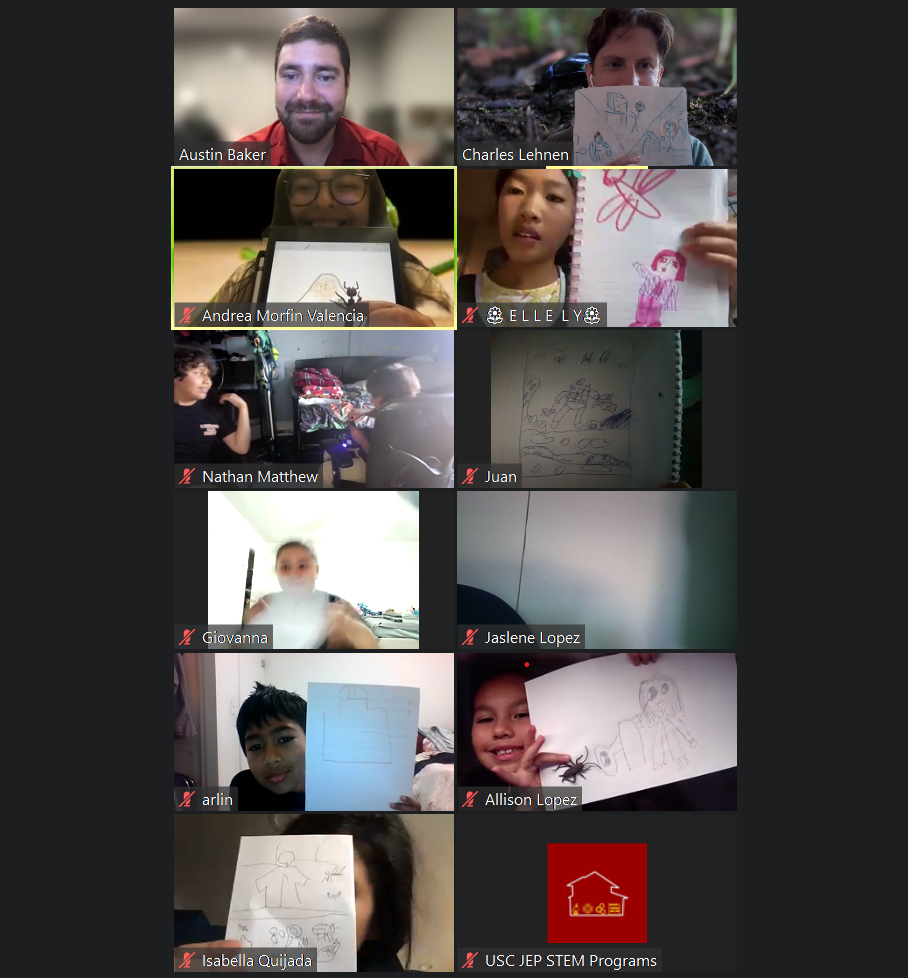 Austin Baker
Charles Lehnen
Andrea Morfin Valencia
E L L E L Y
Nathan Matthew
Juan
Giovanna
Jaslene Lopez
arlin
Allison Lopez
Isabella Quijada
USC JEP STEM Programs